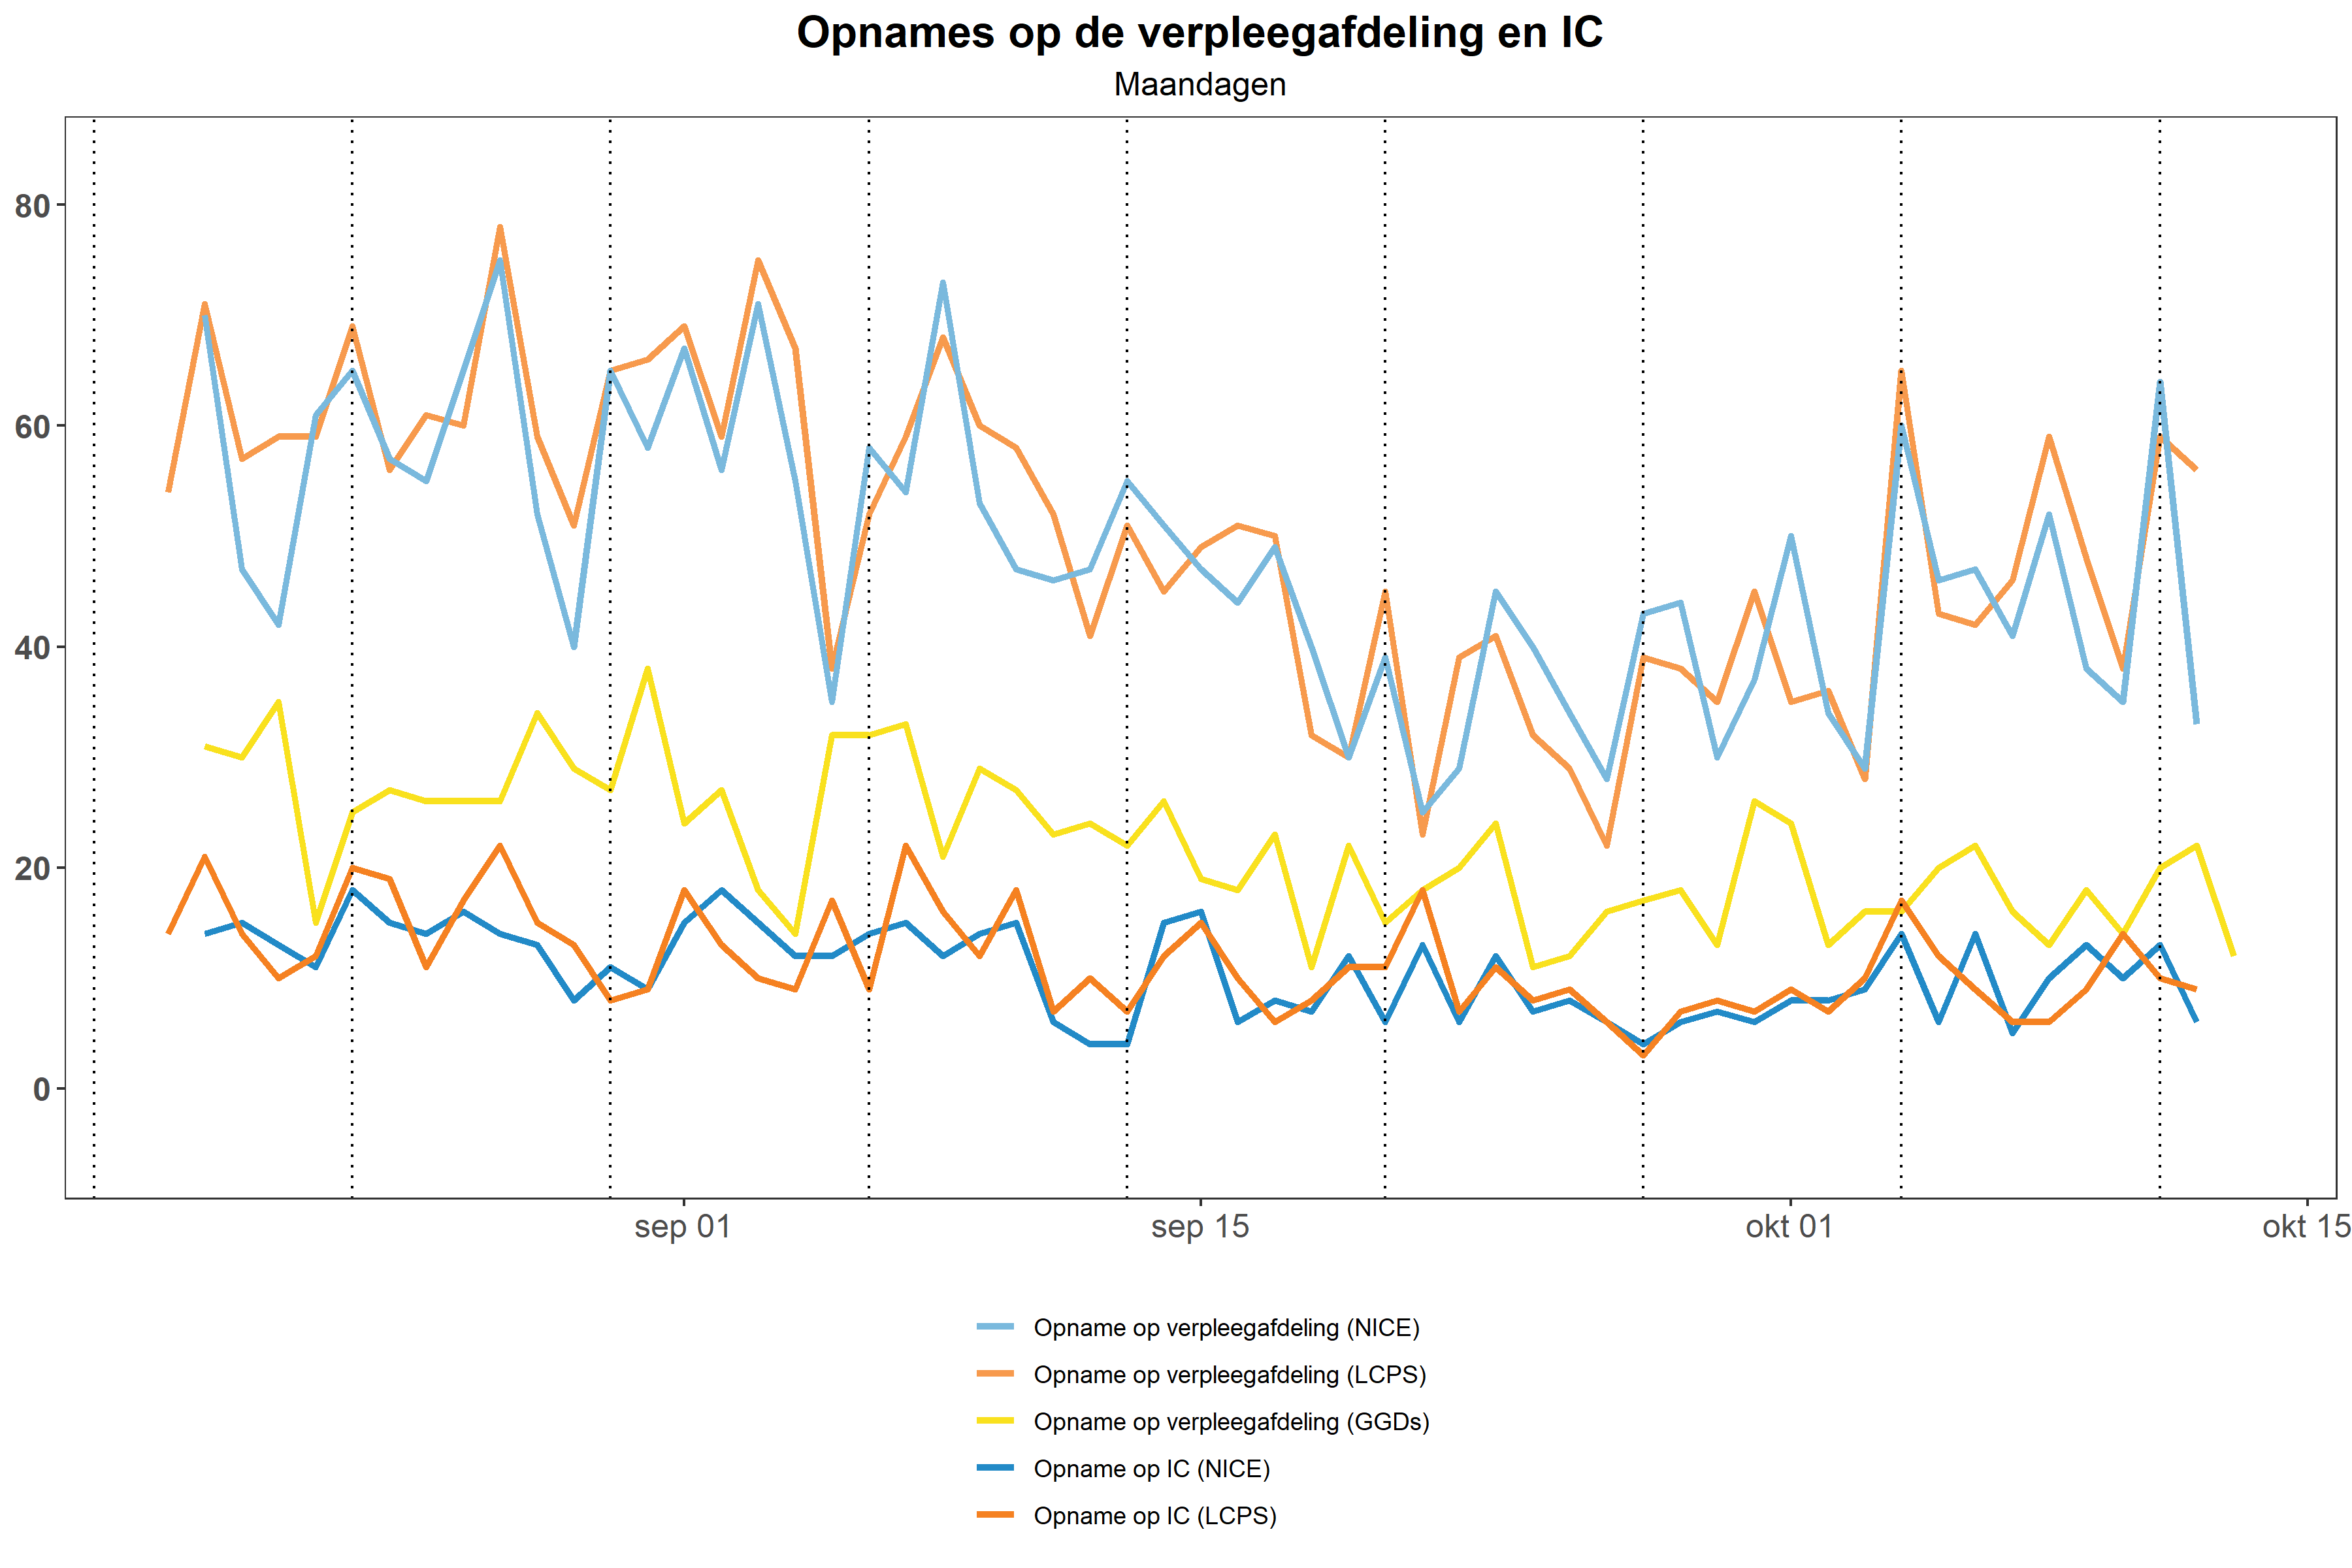 Opnames op de verpleegafdeling en IC
Maandagen
80
60
40
20
0
sep 01
sep 15
okt 01
okt 15
Opname op verpleegafdeling (NICE)
Opname op verpleegafdeling (LCPS)
Opname op verpleegafdeling (GGDs)
Opname op IC (NICE)
Opname op IC (LCPS)